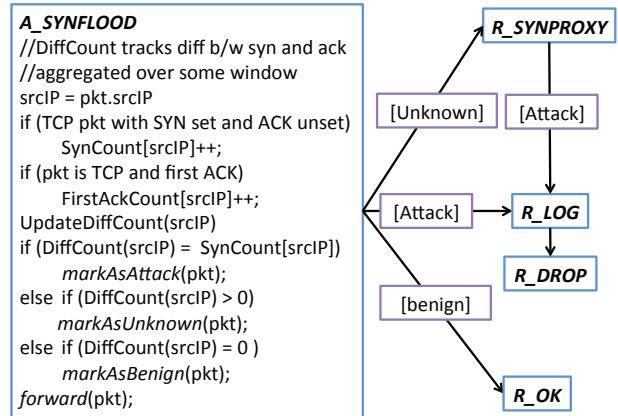 A_SYNFLOOD
//DiffCount tracks diff b/w syn and ack
//aggregated over some window
srcIP = pkt.srcIP
if (TCP pkt with SYN set and ACK unset)
SynCount[srcIP]++;
if (pkt is TCP and first ACK)
FirstAckCount[srcIP]++;
UpdateDiffCount(srcIP)
if (DiffCount(srcIP) = SynCount[srcIP])
markAsAttack(pkt);
else if (DiffCount(srcIP) > 0)
markAsUnknown(pkt);
else if (DiffCount(srcIP) = 0 )
markAsBenign(pkt);
forward(pkt);
R_SYNPROXY
[Unknown]
[Attack]
[Attack]
R_LOG
R_DROP
[benign]
R_OK